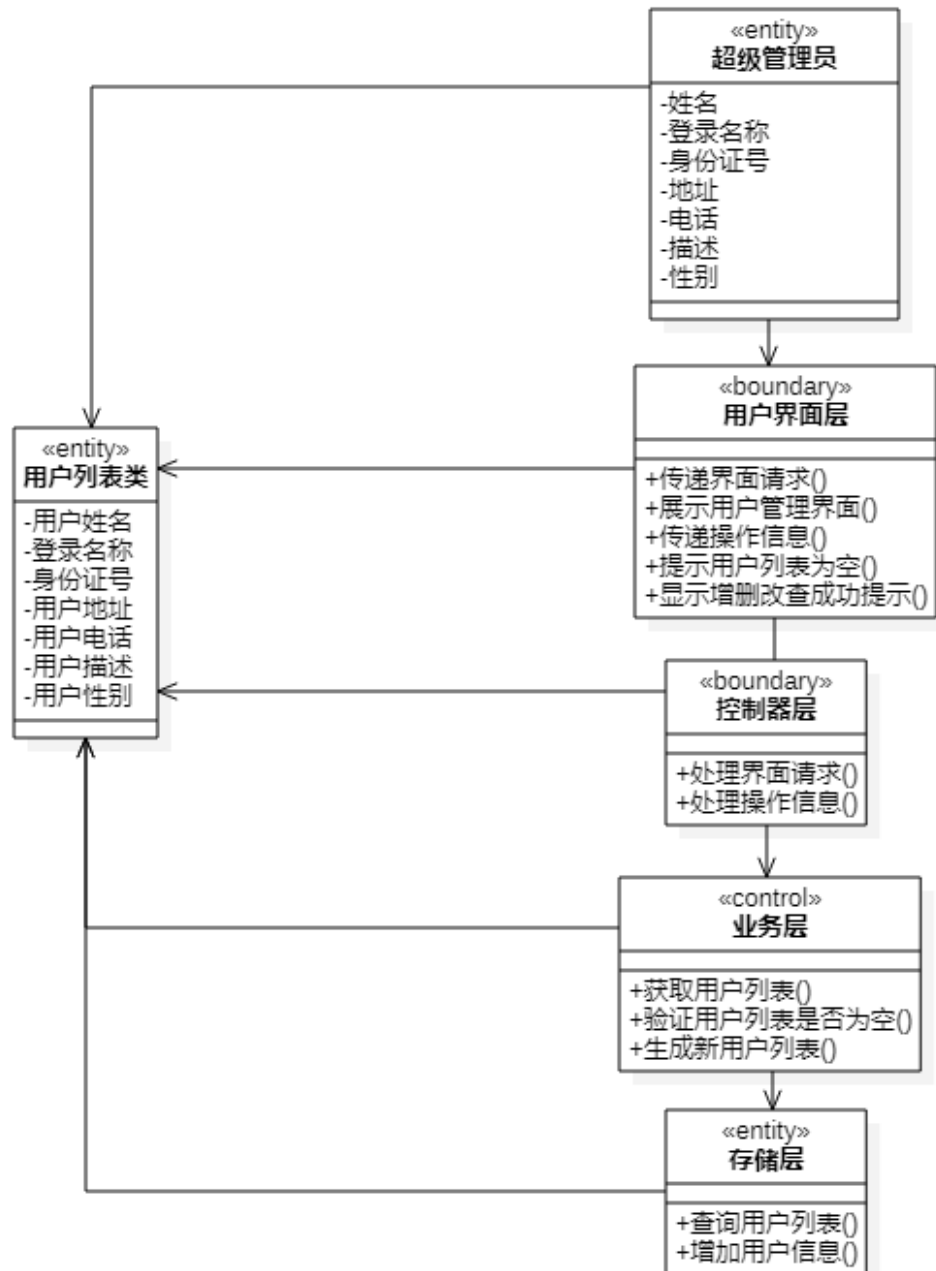 «entity»
超级管理员
-姓名
-登录名称
-身份证号
-地址
-电话
-描述
-性别
«boundary»
用户界面层
+传递界面请求()
+展示用户管理界面()
+传递操作信息()
+提示用户列表为空()
+显示增删改查成功提示()
«entity»
用户列表类
-用户姓名
-登录名称
-身份证号
-用户地址
-用户电话
-用户描述
-用户性别
«boundary»
控制器层
+处理界面请求()
+处理操作信息()
«control»
业务层
+获取用户列表()
+验证用户列表是否为空()
+生成新用户列表()
«entity»
存储层
+查询用户列表()
+增加用户信息()